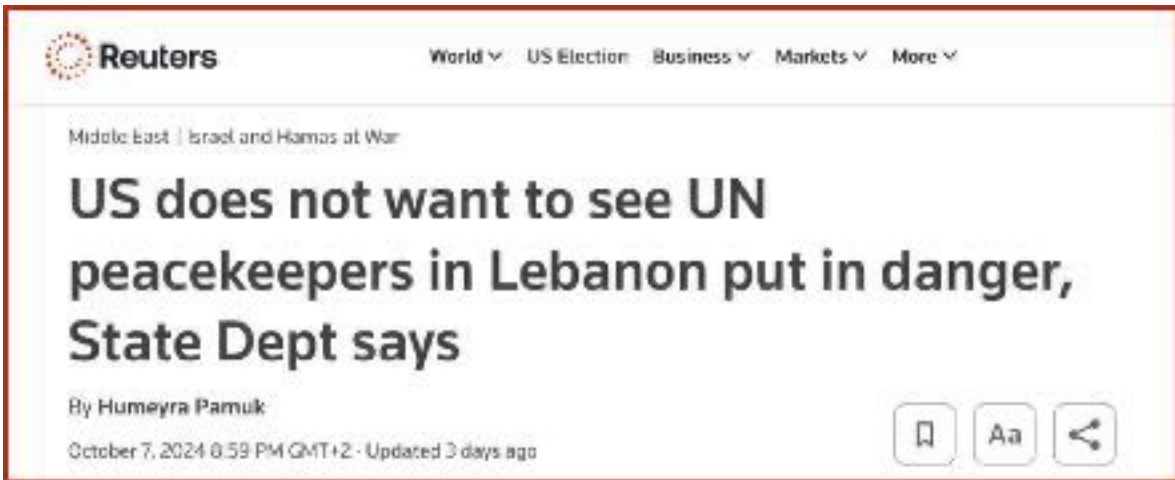 Reuters
World US Election Business Markets More
Middle East | Israel and Hamas at War
US does not want to see UN
peacekeepers in Lebanon put in danger,
State Dept says
By Humeyra Pamuk
October 7, 2024 8:59 PM GMT+2 · Updated 3 days ago
Aa